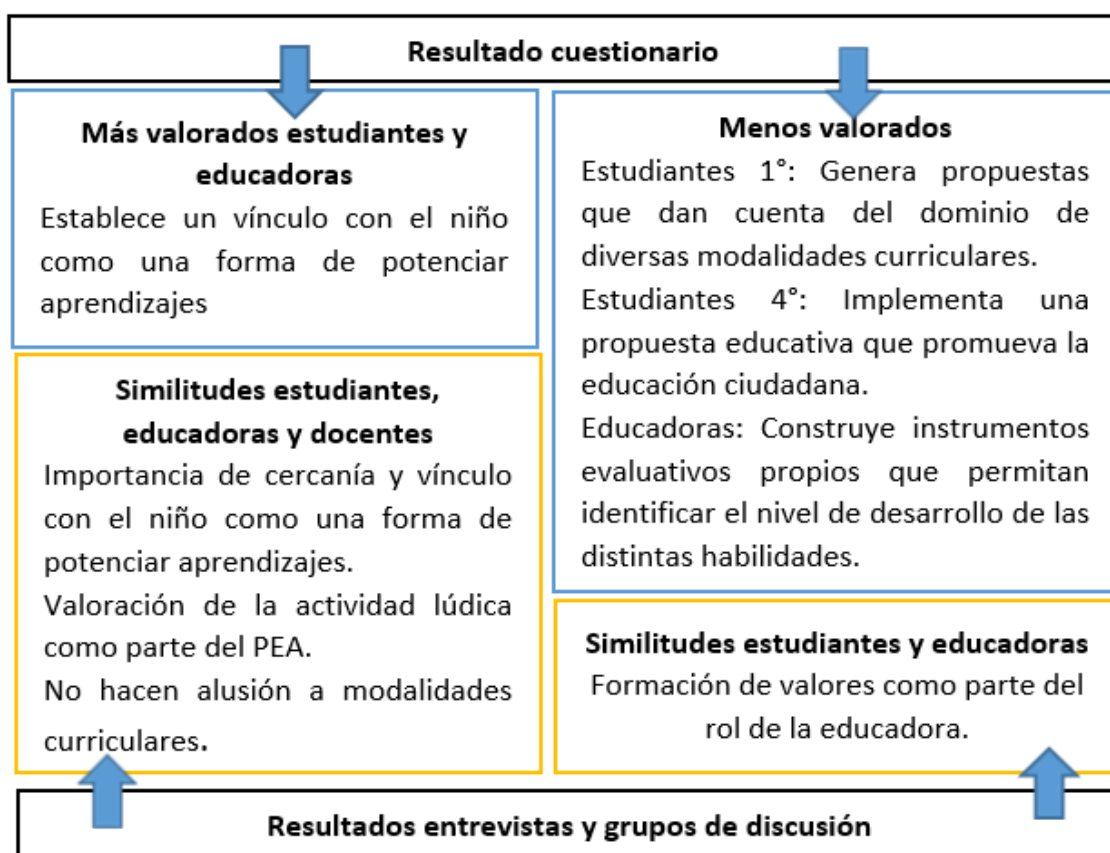 Resultado cuestionario
Más valorados estudiantes y
educadoras
Establece un vínculo con el niño
como una forma de potenciar
aprendizajes
Similitudes estudiantes,
educadoras y docentes
Importancia de cercanía y vínculo
con el niño como una forma de
potenciar aprendizajes.
Valoración de la actividad lúdica
como parte del PEA.
No hacen alusión a modalidades
curriculares.
Menos valorados
Estudiantes 1°: Genera propuestas
que dan cuenta del dominio de
diversas modalidades curriculares.
Estudiantes 4°: Implementa una
propuesta educativa que promueva la
educación ciudadana.
Educadoras: Construye instrumentos
evaluativos propios que permitan
identificar el nivel de desarrollo de las
distintas habilidades.
Similitudes estudiantes y educadoras
Formación de valores como parte del
rol de la educadora.
Resultados entrevistas y grupos de discusión